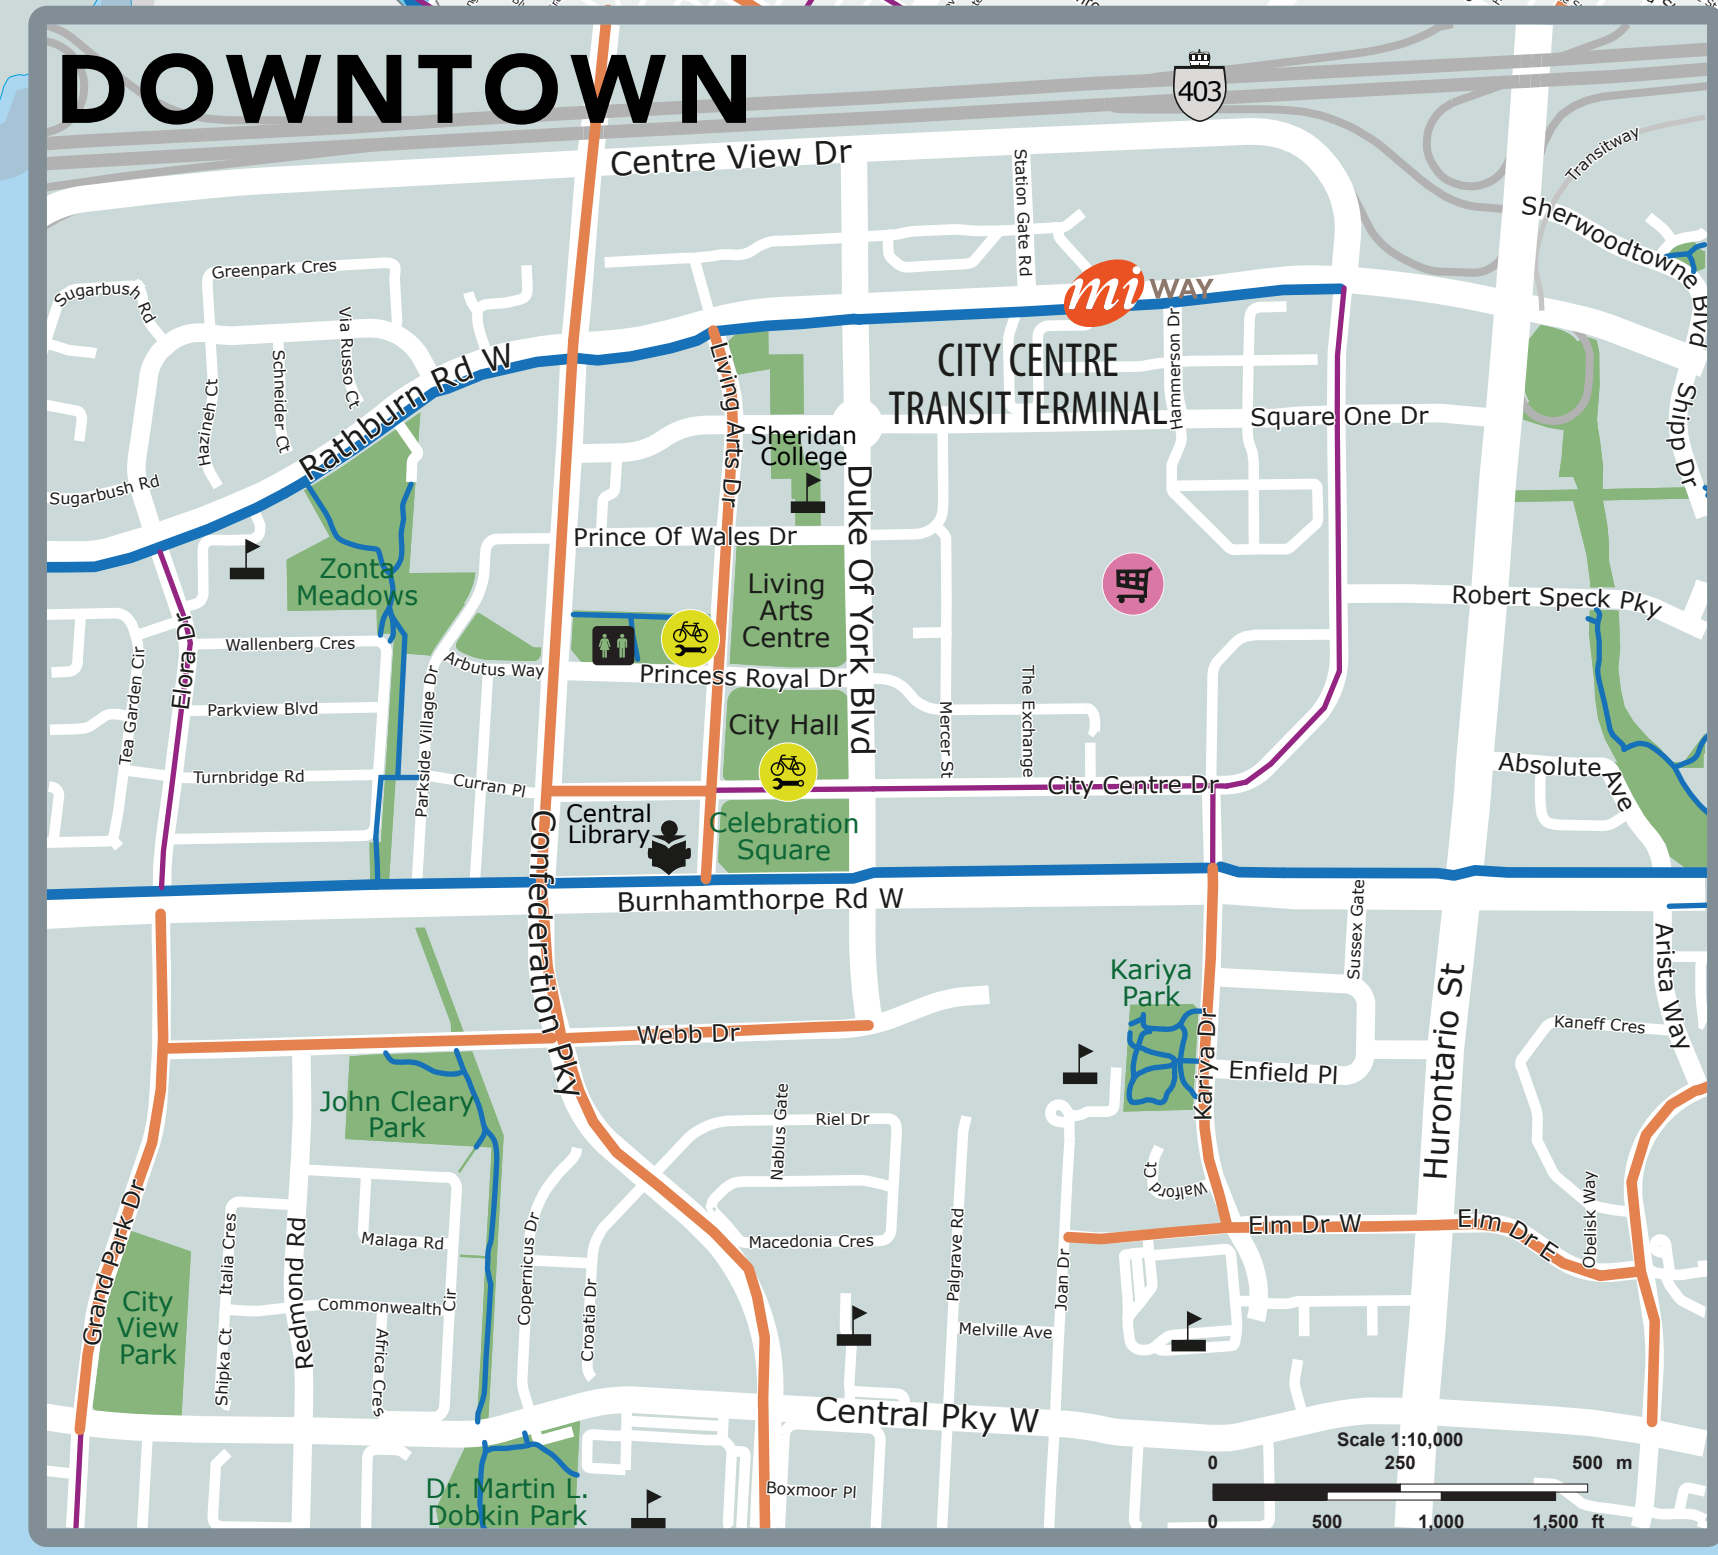 DOWNTOWN
403
Centre View Dr
Station Gate Rd
Transitway
Sherwoodtowne Blvd
Greenpark Cres
Sugarbush Rd
Via Russo Ct
Schneider Ct
Hazineh Ct
Rathburn Rd W
Sugarbush Rd
mi WAY
CITY CENTRE
TRANSIT TERMINAL
Hammerson Dr
Square One Dr
Shipp Dr
Living Arts Dr
Sheridan
College
Duke Of York Blvd
Prince Of Wales Dr
Zonta
Meadows
Living
Arts
Centre
Robert Speck Pky
Elora Dr
Wallenberg Cres
Tea Garden Cir
Arbutus Way
Princess Royal Dr
Parkview Blvd
Parkside Village Dr
City Hall
Mercer St
The Exchange
Turnbridge Rd
Curran Pl
City Centre Dr
Absolute Ave
Central
Library
Celebration
Square
Confederation Pky
Burnhamthorpe Rd W
Sussex Gate
Arista Way
Kariya
Park
Kariya Dr
Hurontario St
Kaneff Cres
Webb Dr
Enfield Pl
John Cleary
Park
Nablus Gate
Riel Dr
Walford Ct
Grand Park Dr
Italia Cres
Redmond Rd
Malaga Rd
Copernicus Dr
Macedonia Cres
Palgrave Rd
Joan Dr
Elm Dr W
Elm Dr E
Obelisk Way
City
View
Park
Commonwealth Cir
Croatia Dr
Shipka Ct
Africa Cres
Melville Ave
Central Pky W
Dr. Martin L.
Dobkin Park
Boxmoor Pl
Scale 1:10,000
0 250 500 m
0 500 1,000 1,500 ft